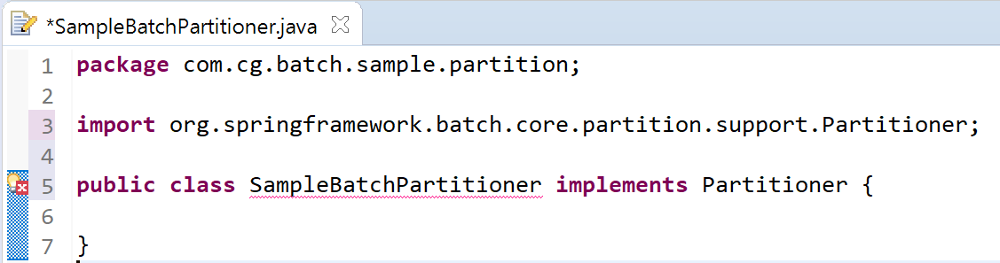 *SampleBatchPartitioner.java
1 package com.cg.batch.sample.partition;
2
3 import org.springframework.batch.core.partition.support.Partitioner;
4
5 public class SampleBatchPartitioner implements Partitioner {
6
7 }